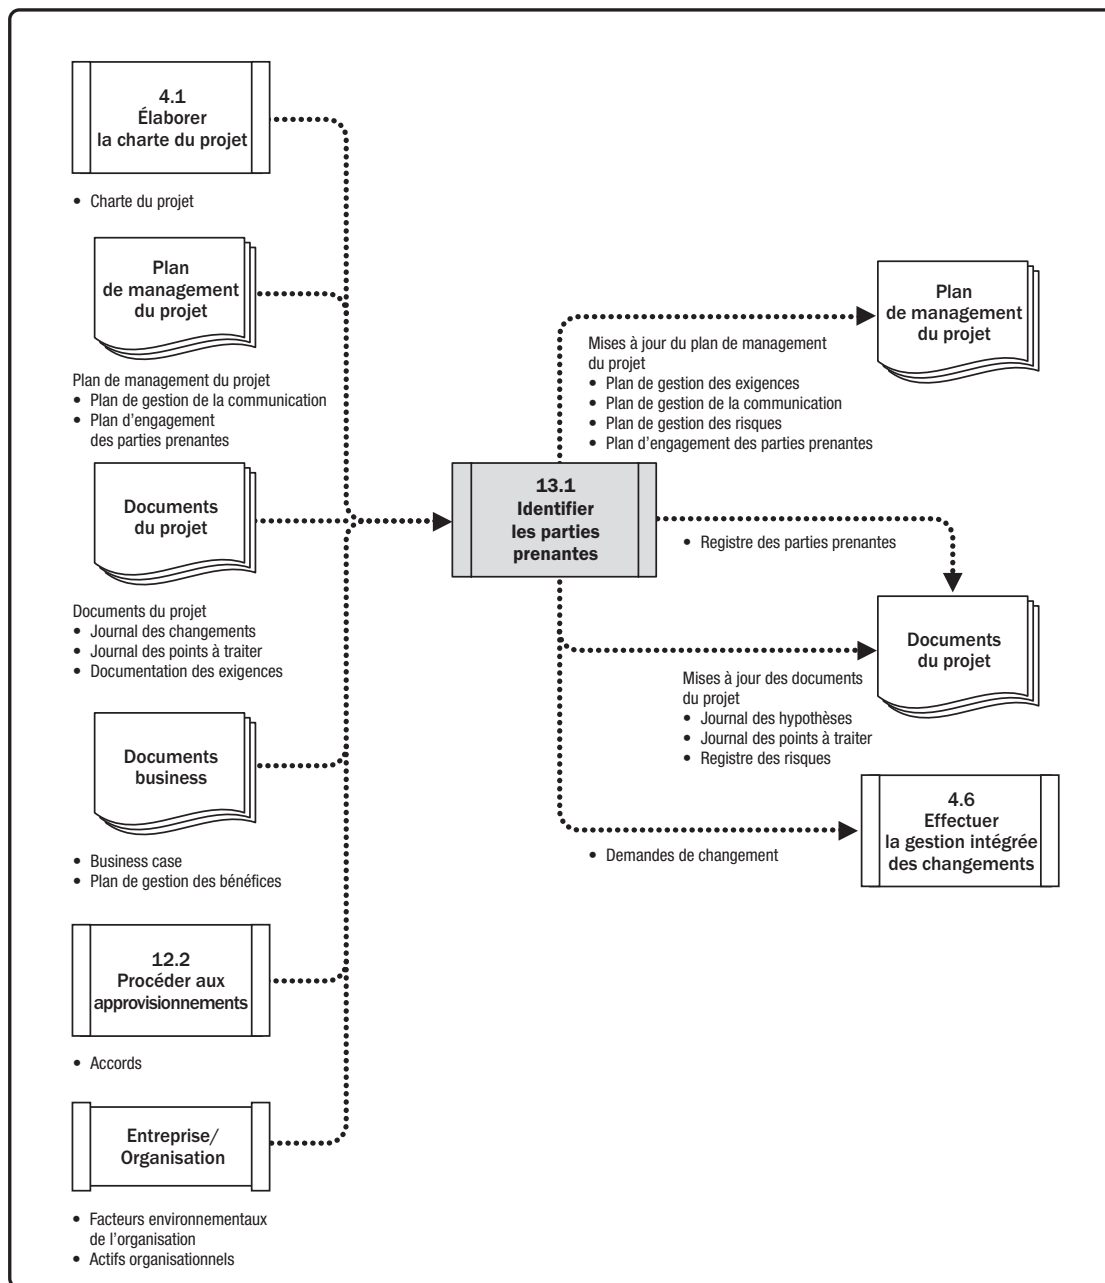 4.1
Élaborer
la charte du projet
• Charte du projet
Plan
de management
du projet
Plan de management du projet
• Plan de gestion de la communication
• Plan d'engagement
des parties prenantes
Documents
du projet
Documents du projet
• Journal des changements
• Journal des points à traiter
• Documentation des exigences
Documents
business
• Business case
• Plan de gestion des bénéfices
12.2
Procéder aux
approvisionnements
• Accords
Entreprise/
Organisation
• Facteurs environnementaux
de l'organisation
• Actifs organisationnels
13.1
Identifier
les parties
prenantes
Plan
de management
du projet
Mises à jour du plan de management
du projet
• Plan de gestion des exigences
• Plan de gestion de la communication
• Plan de gestion des risques
• Plan d'engagement des parties prenantes
• Registre des parties prenantes
Documents
du projet
Mises à jour des documents
du projet
• Journal des hypothèses
• Journal des points à traiter
• Registre des risques
4.6
Effectuer
la gestion intégrée
des changements
• Demandes de changement